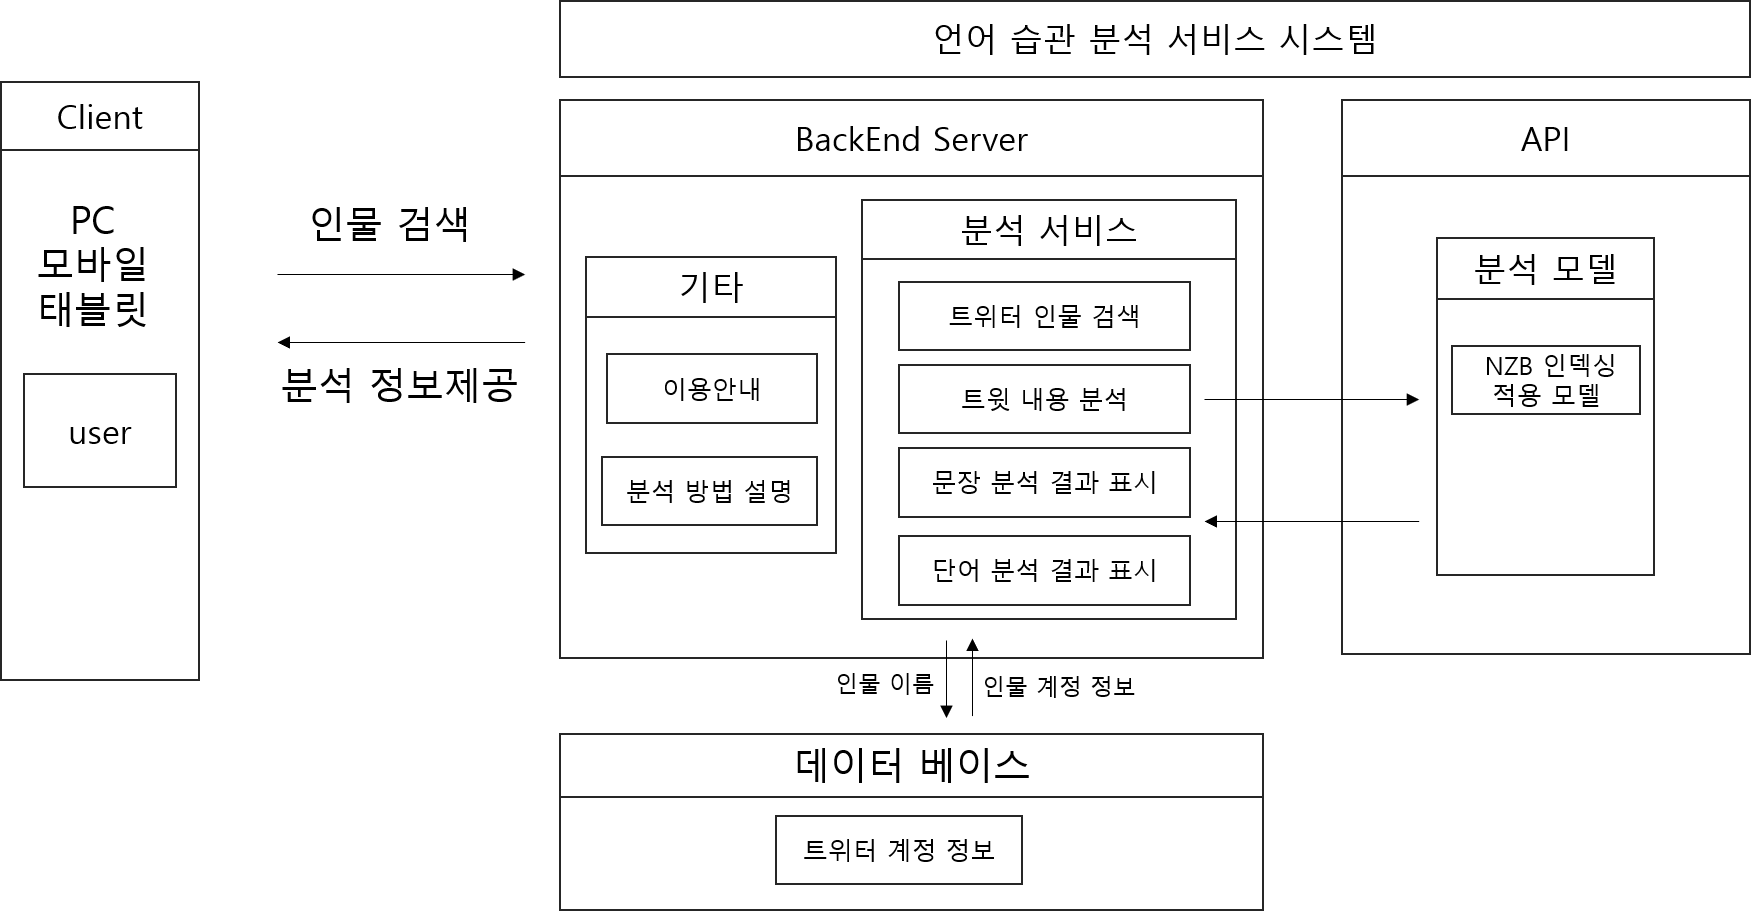 언어 습관 분석 서비스 시스템
Client
PC
모바일
태블릿
user
인물 검색
분석 정보제공
BackEnd Server
기타
이용안내
분석 방법 설명
분석 서비스
트위터 인물 검색
트윗 내용 분석
문장 분석 결과 표시
단어 분석 결과 표시
API
분석 모델
NZB 인덱싱
적용 모델
인물 이름
인물 계정 정보
데이터 베이스
트위터 계정 정보